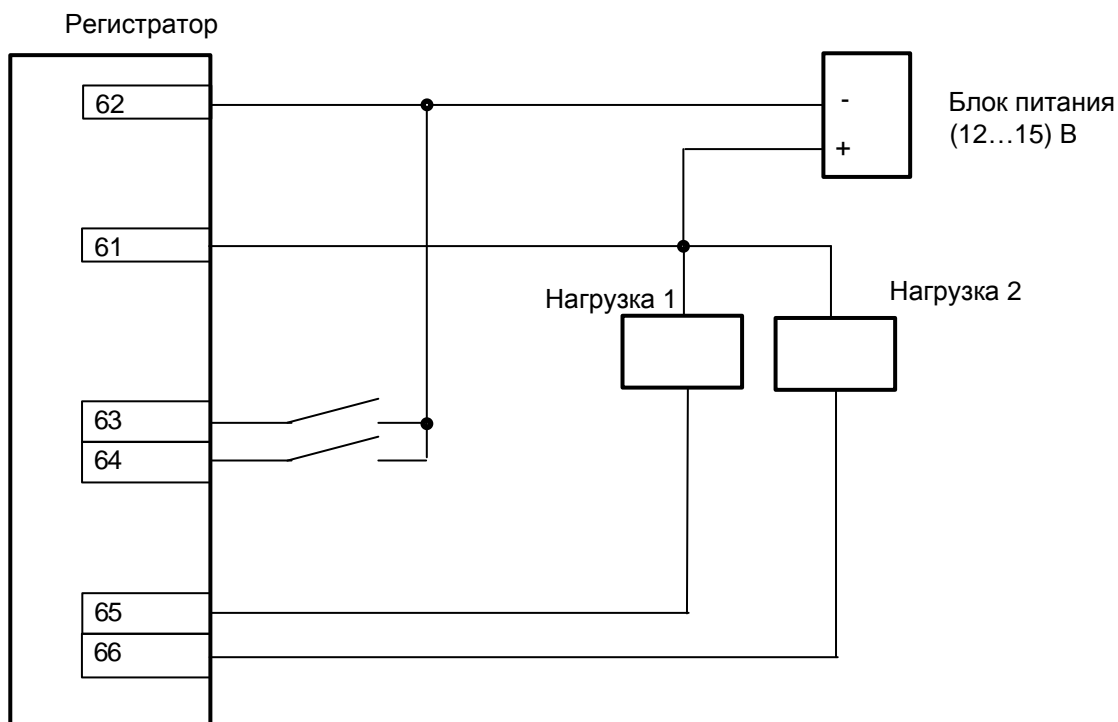 Регистратор
62
-
Блок питания
(12...15) В
+
61
Нагрузка 1
Нагрузка 2
63
64
65
66